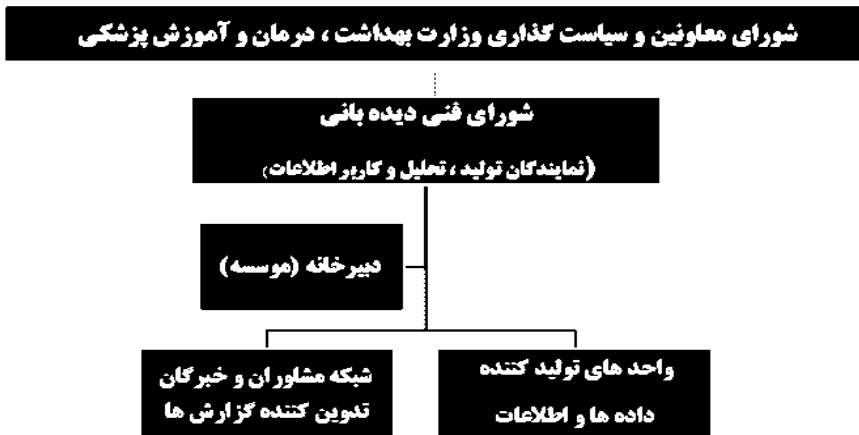 شورای معاونین و سیاست گذاری وزارت بهداشت ، درمان و آموزش پزشکی
شورای فنی دیده بانی
(نمایندگان تولید ، تحلیل و کاربر اطلاعات)
دبیرخانه (موسسه)
واحد های تولید کننده
داده ها و اطلاعات
شبکه مشاوران و خبرگان
تدوین کننده گزارش ها